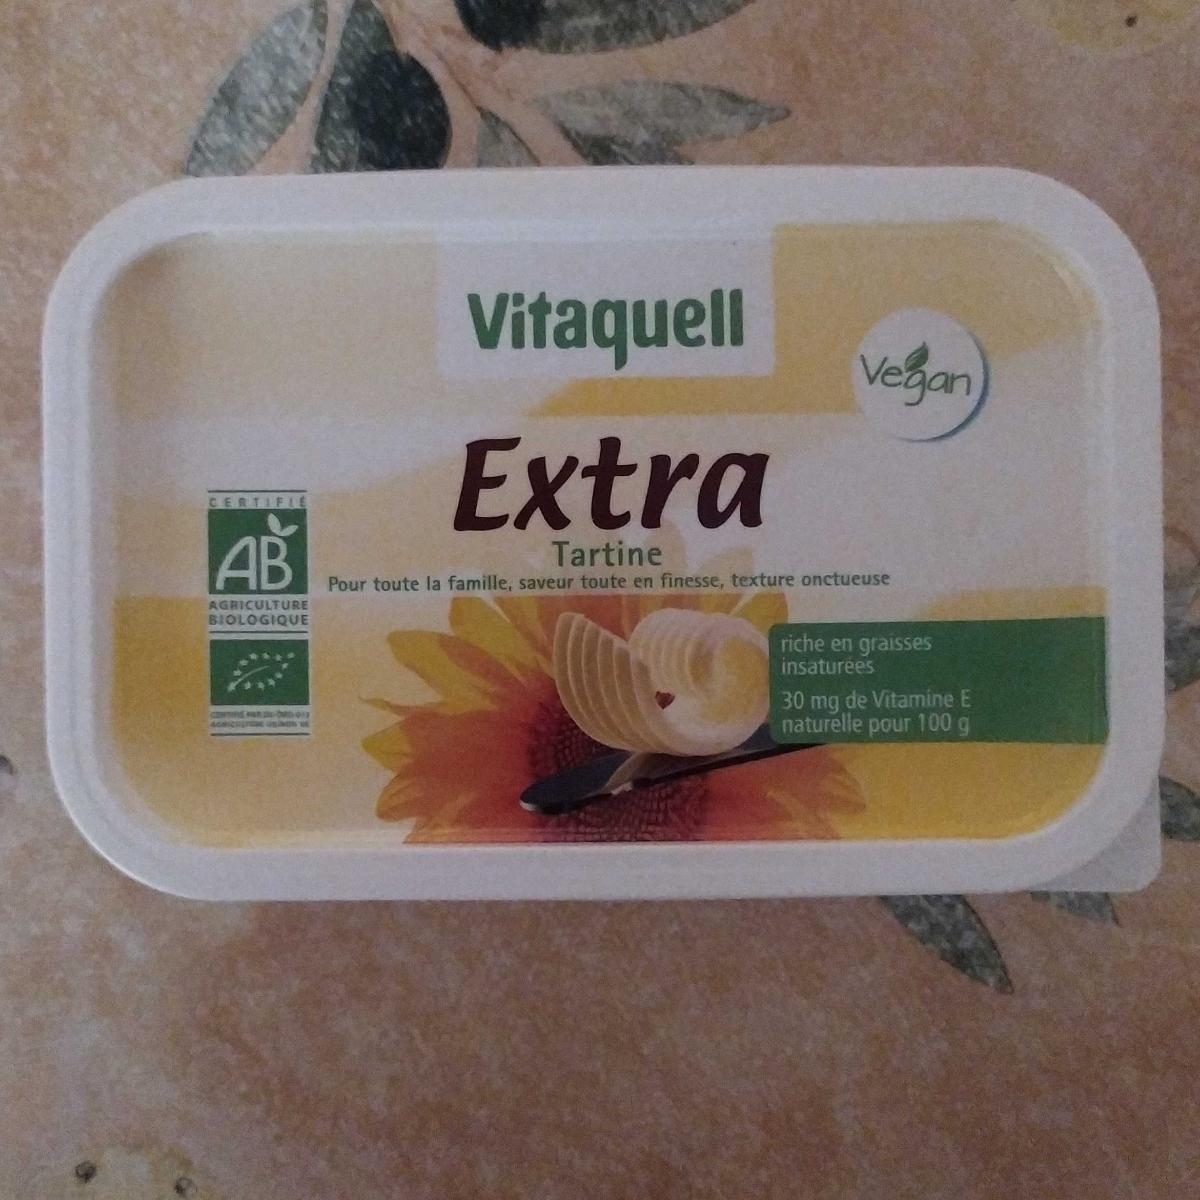 Vitaquell
Vegan
Extra
Tartine
Pour toute la famille, saveur toute en finesse, texture onctueuse
CERTIFIÉ
AB
AGRICULTURE
BIOLOGIQUE
riche en graisses
insaturées
30 mg de Vitamine E
naturelle pour 100 g